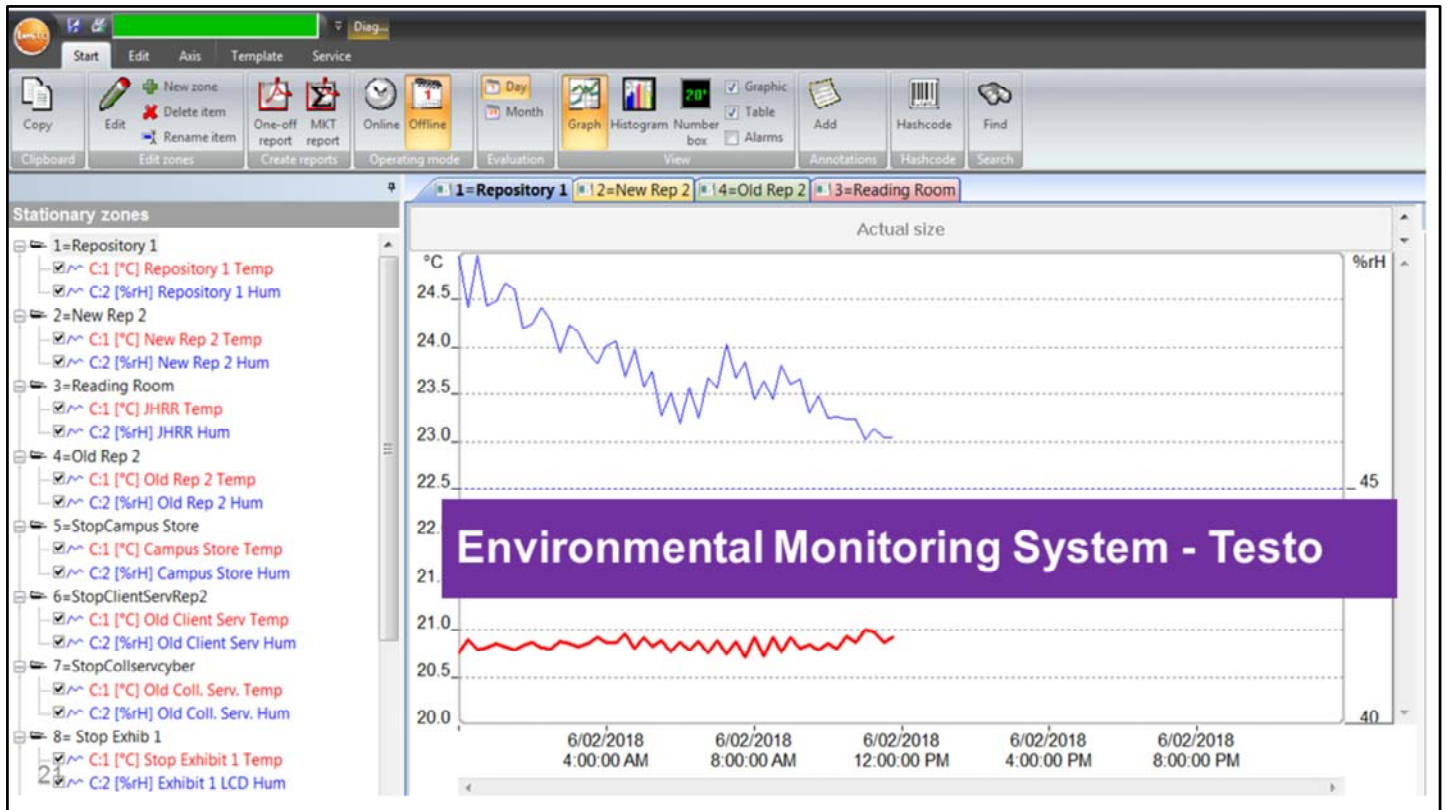 Diag...
Start Edit Axis Template Service
Copy
Edit
New zone
Delete item
Rename item
One-off report
MKT report
Online
Offline
Day
Month
Graph
Histogram
20'
Number box
Graphic
Table
Alarms
Add
Hashcode
Find
Clipboard Edit zones Create reports Operating mode Evaluation View Annotations Hashcode Search
1=Repository 1 2=New Rep 2 4=Old Rep 2 3=Reading Room
Stationary zones
1=Repository 1
C:1 [°C] Repository 1 Temp
C:2 [%rH] Repository 1 Hum
2=New Rep 2
C:1 [°C] New Rep 2 Temp
C:2 [%rH] New Rep 2 Hum
3=Reading Room
C:1 [°C] JHRR Temp
C:2 [%rH] JHRR Hum
4=Old Rep 2
C:1 [°C] Old Rep 2 Temp
C:2 [%rH] Old Rep 2 Hum
5=StopCampus Store
C:1 [°C] Campus Store Temp
C:2 [%rH] Campus Store Hum
6=StopClientServRep2
C:1 [°C] Old Client Serv Temp
C:2 [%rH] Old Client Serv Hum
7=StopCollservcyber
C:1 [°C] Old Coll. Serv. Temp
C:2 [%rH] Old Coll. Serv. Hum
8= Stop Exhib 1
C:1 [°C] Stop Exhibit 1 Temp
C:2 [%rH] Exhibit 1 LCD Hum
21
Actual size
°C %rH
24.5
24.0
23.5
23.0
22.5 45
22.
Environmental Monitoring System - Testo
21.
21.0
20.5
20.0 40
6/02/2018 6/02/2018 6/02/2018 6/02/2018 6/02/2018
4:00:00 AM 8:00:00 AM 12:00:00 PM 4:00:00 PM 8:00:00 PM